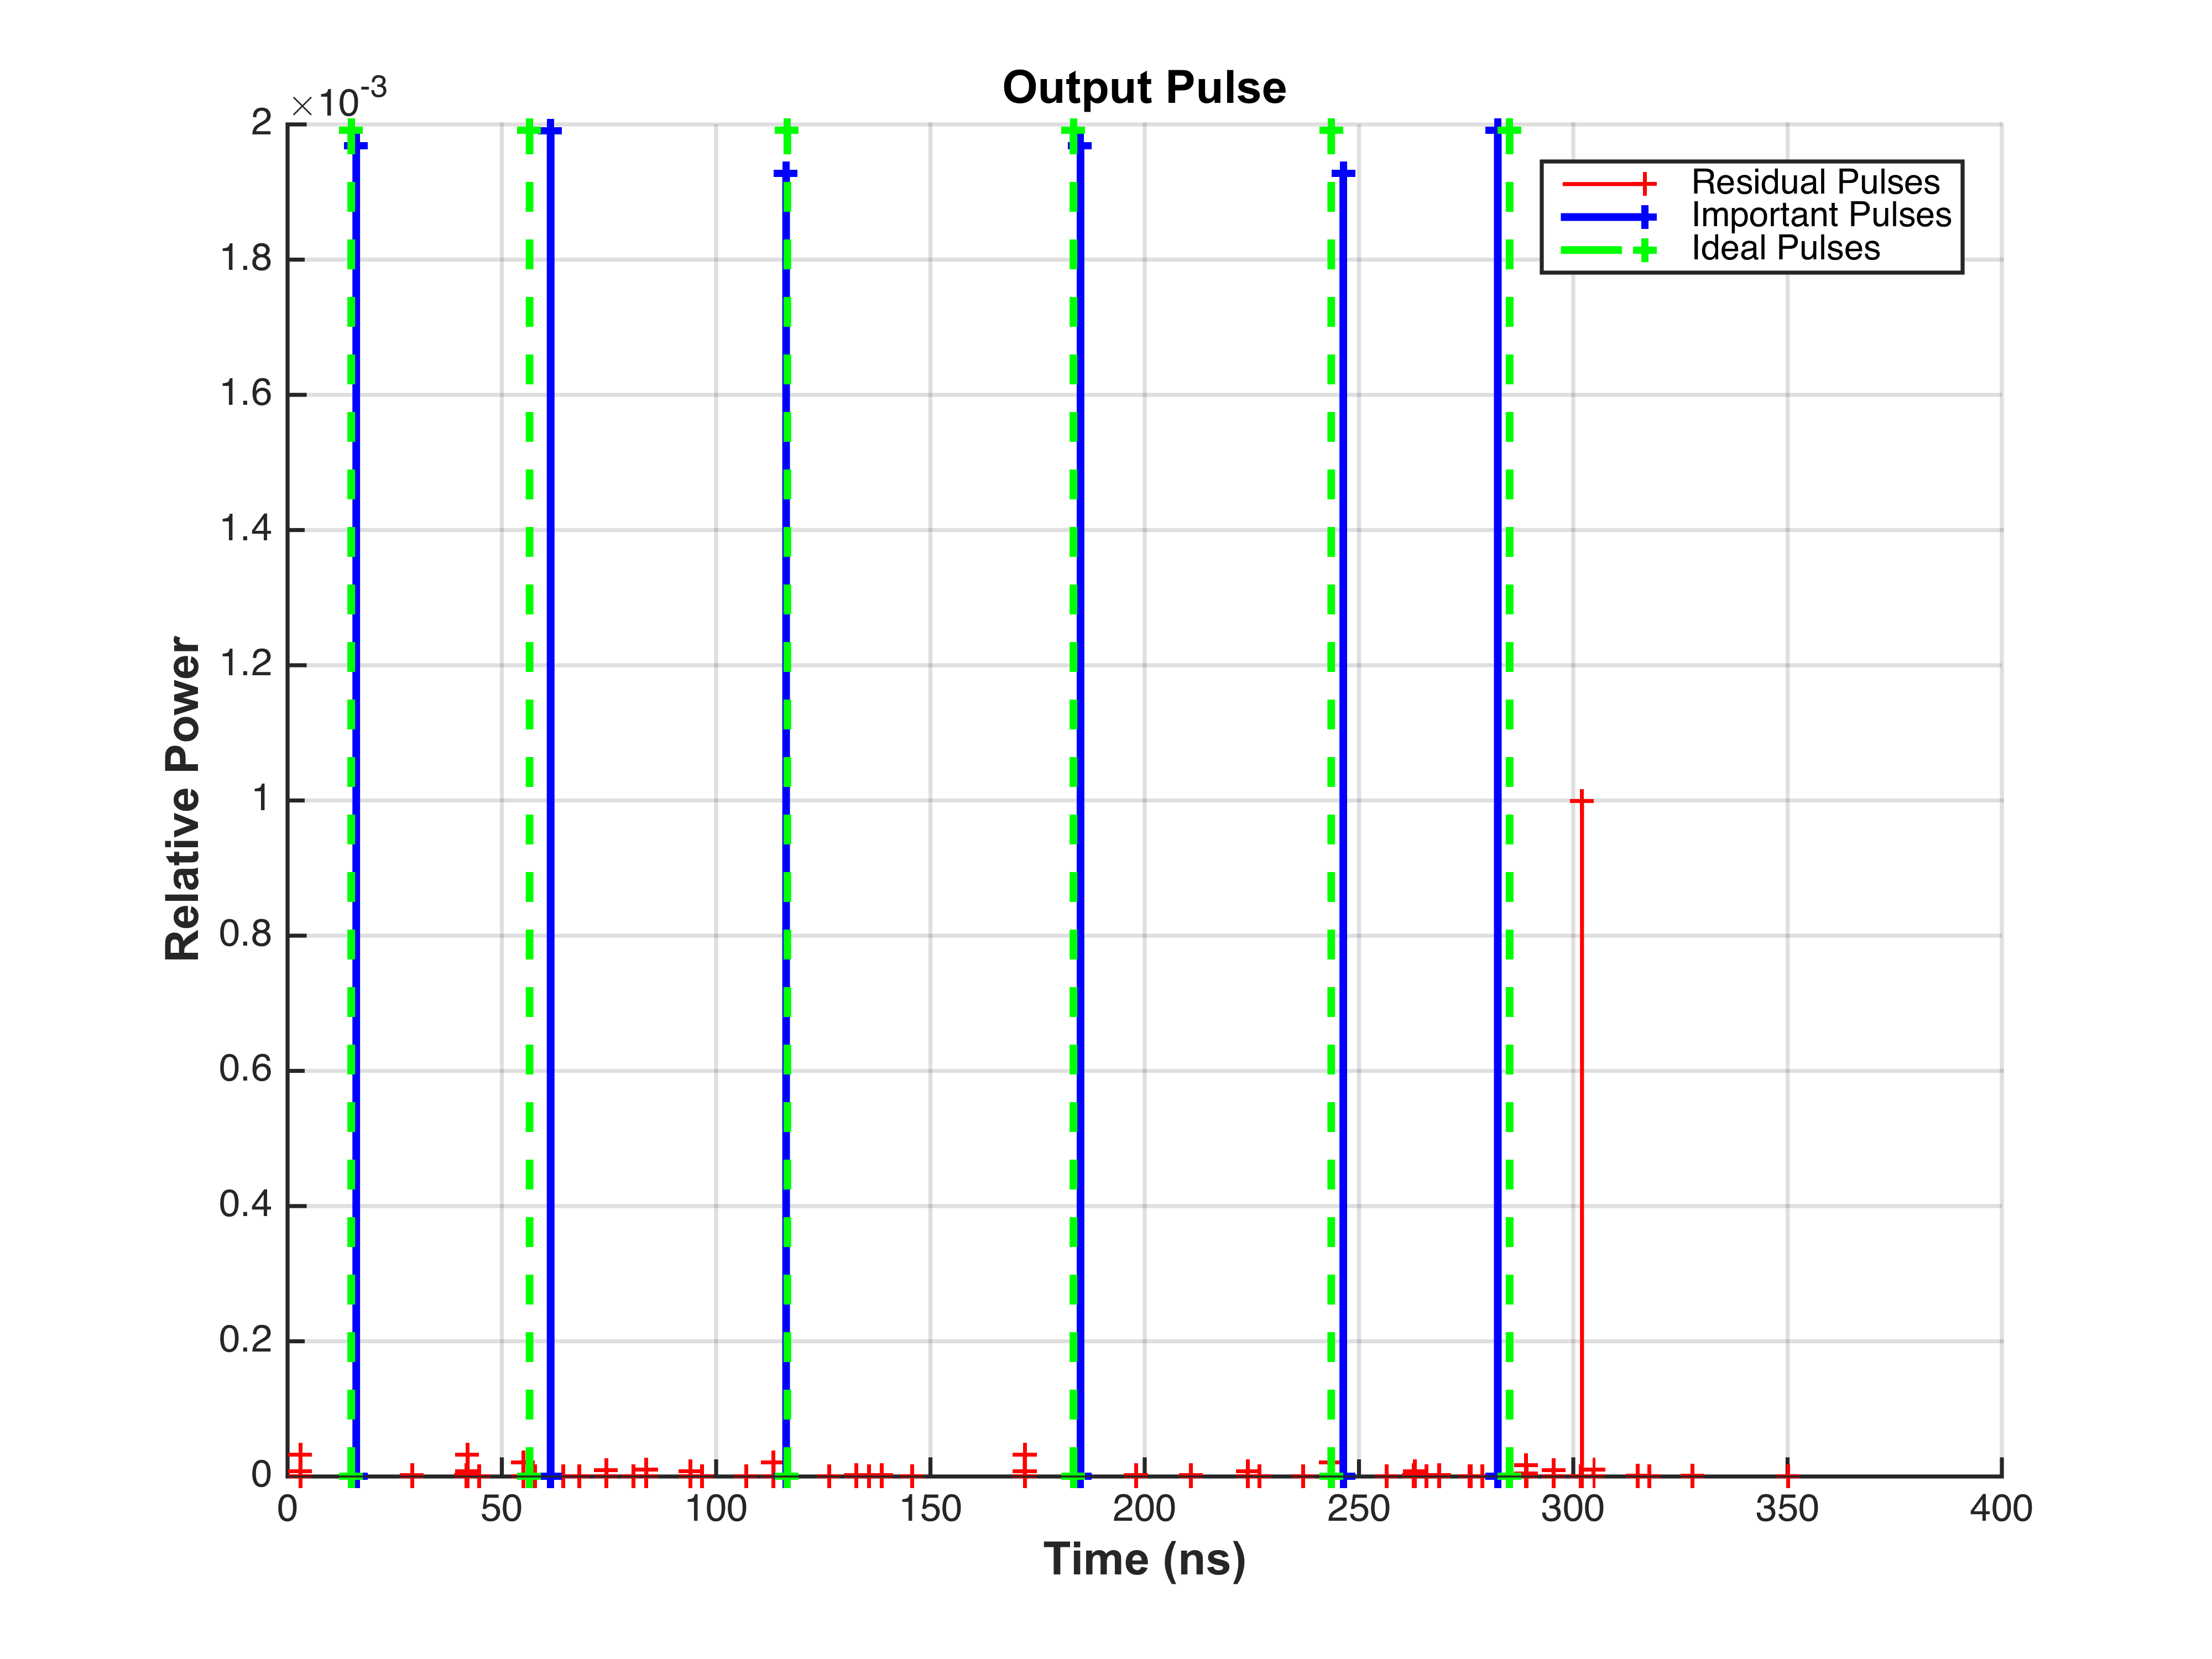 Output Pulse
×10-3
2
1.8
1.6
1.4
1.2
1
0.8
0.6
0.4
0.2
0
Relative Power
Residual Pulses
Important Pulses
Ideal Pulses
0 50 100 150 200 250 300 350 400
Time (ns)